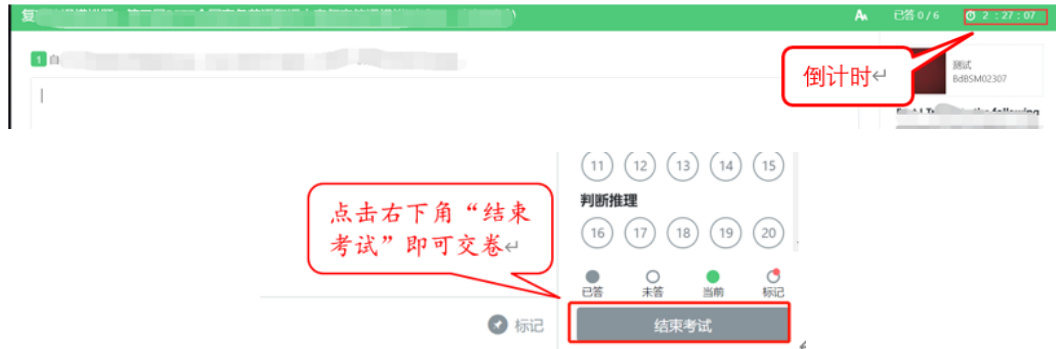 已答 0 / 6
2 : 27 : 07
1
倒计时
测试
BdBSM02307
11 12 13 14 15
判断推理
16 17 18 19 20
点击右下角“结束
考试”即可交卷
已答 未答 当前 标记
标记
结束考试